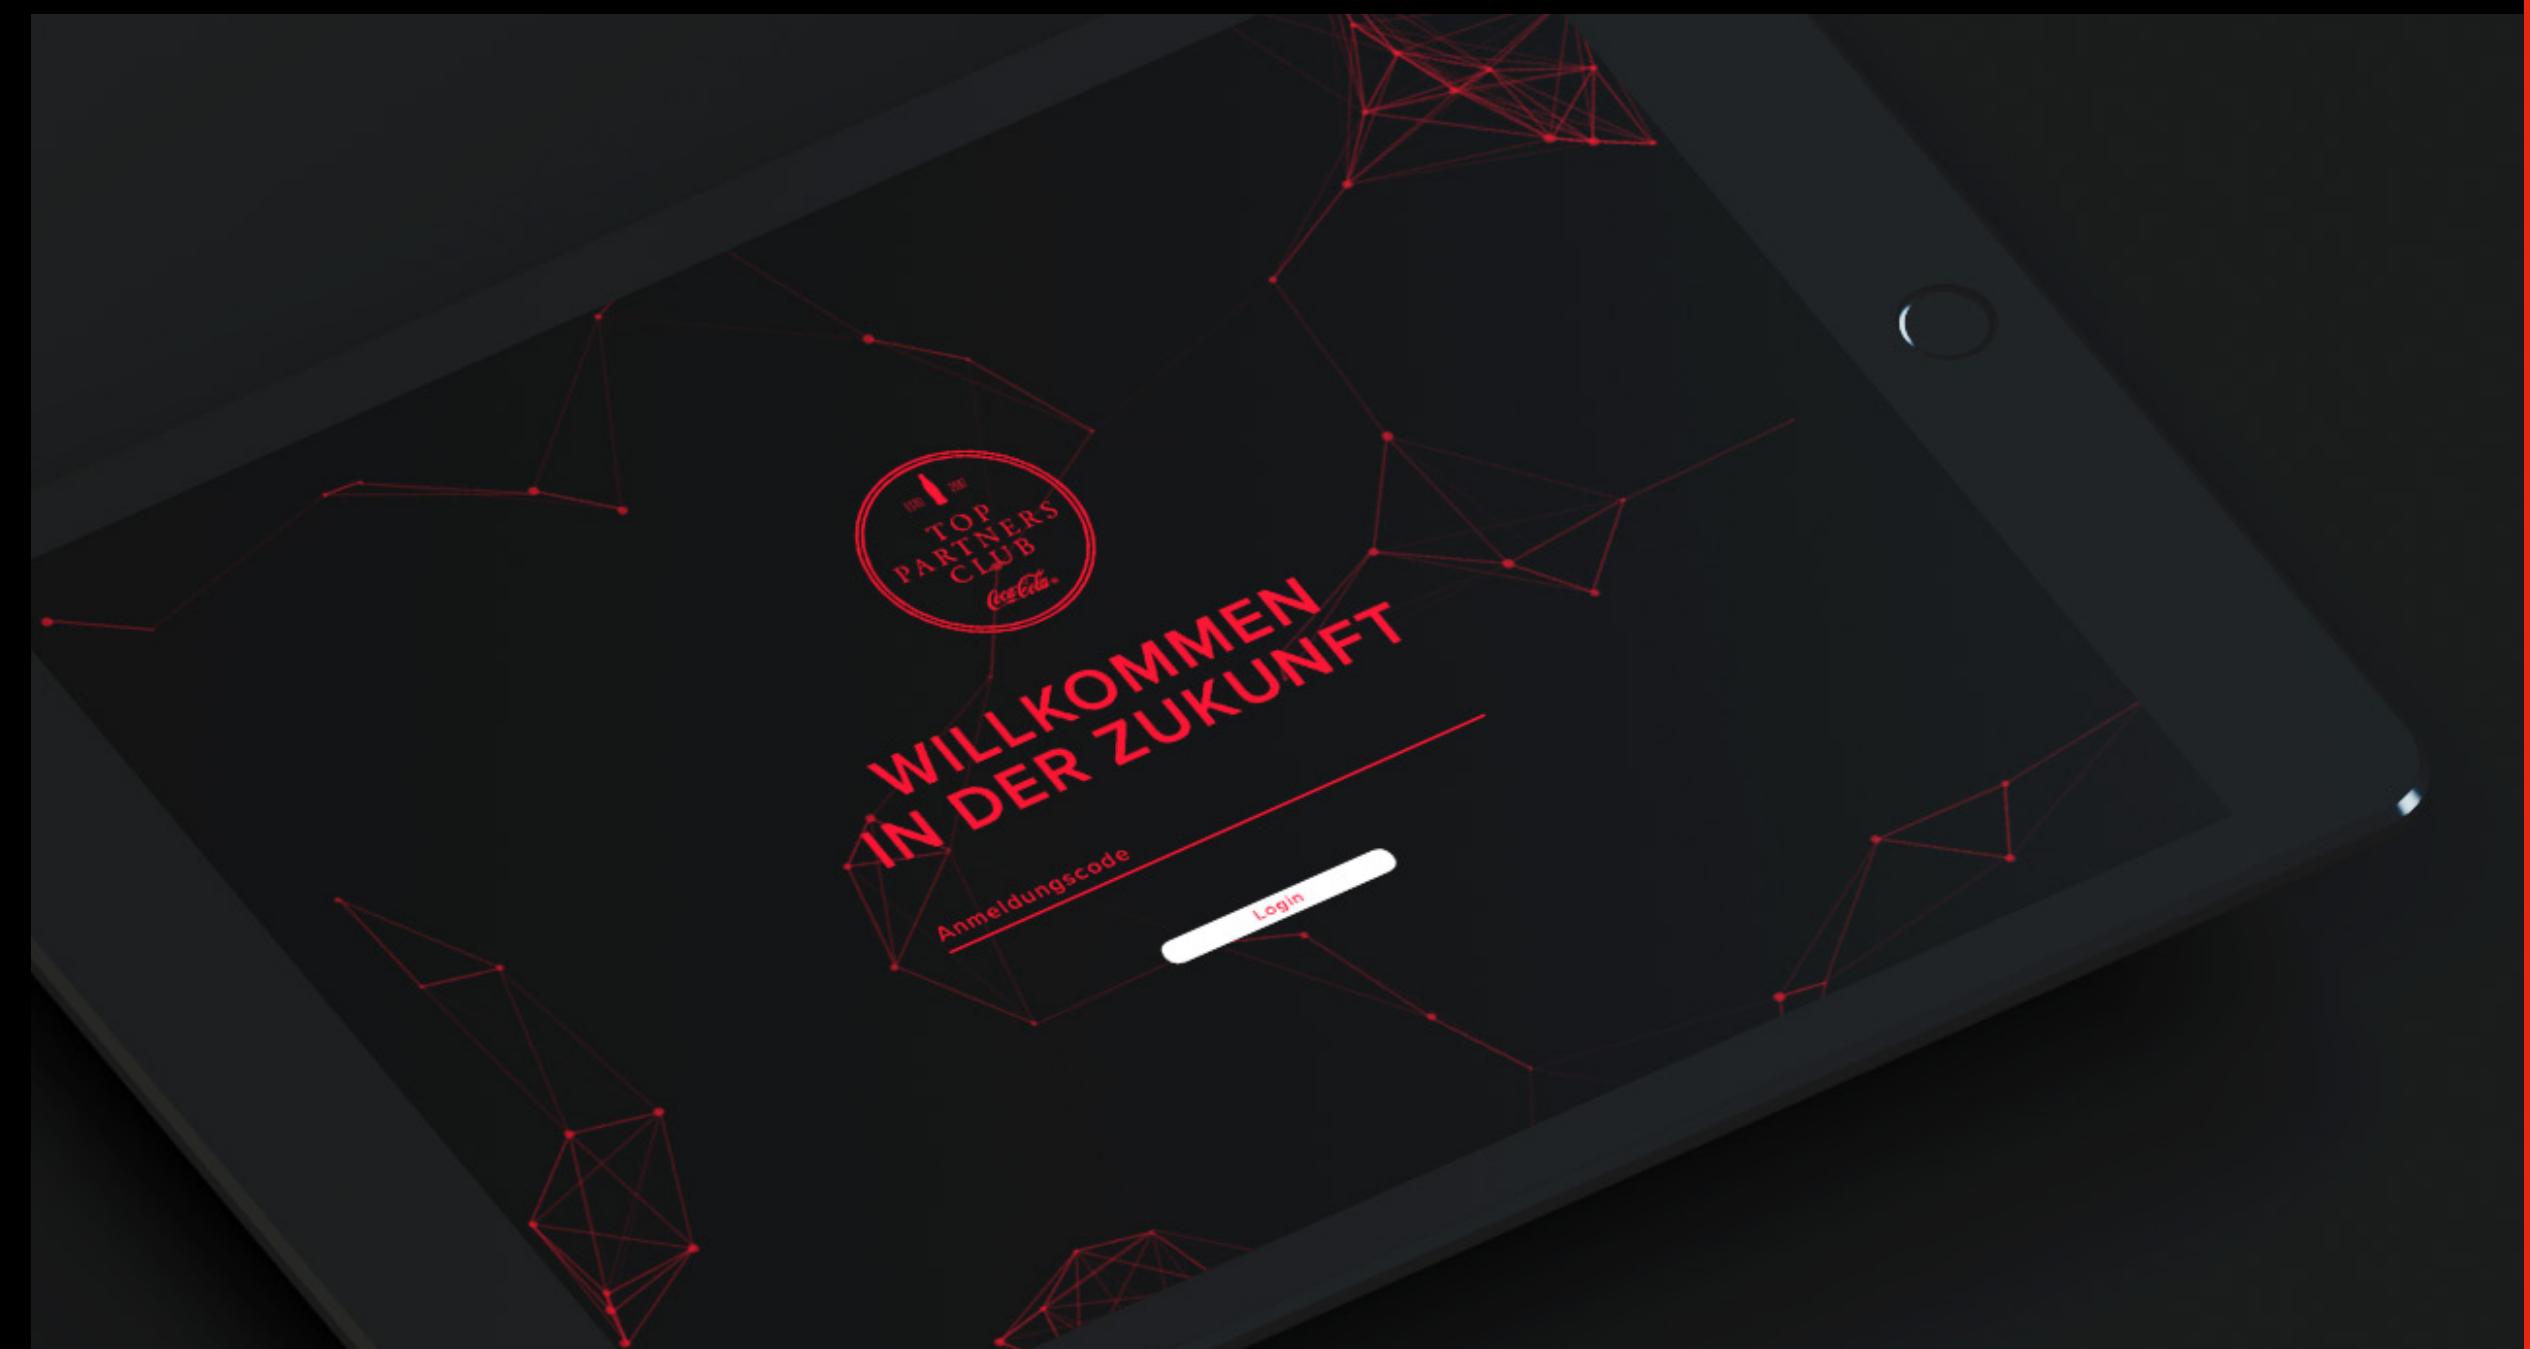 TOP
PARTNERS
CLUB
Coca-Cola
WILLKOMMEN
IN DER ZUKUNFT
Anmeldungscode
Login